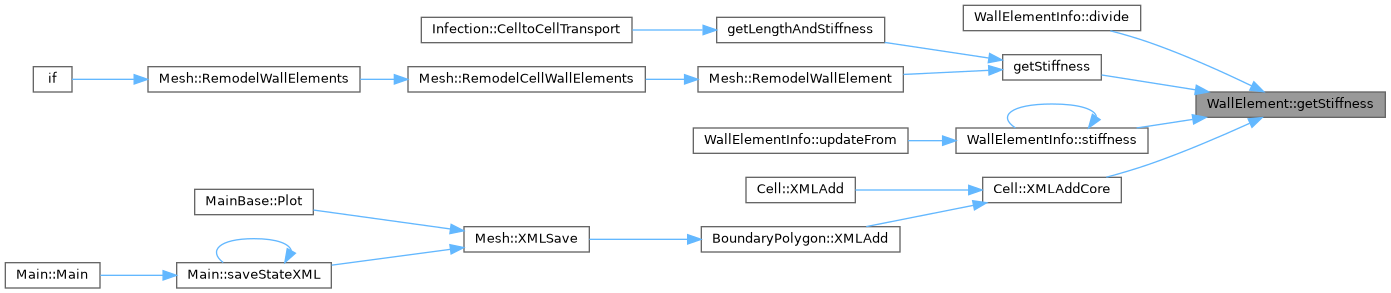 WallElementInfo::divide
Infection::CelltoCellTransport
getLengthAndStiffness
getStiffness
if
Mesh::RemodelWallElements
Mesh::RemodelCellWallElements
Mesh::RemodelWallElement
WallElement::getStiffness
WallElementInfo::updateFrom
WallElementInfo::stiffness
Cell::XMLAdd
Cell::XMLAddCore
MainBase::Plot
Mesh::XMLSave
BoundaryPolygon::XMLAdd
Main::Main
Main::saveStateXML